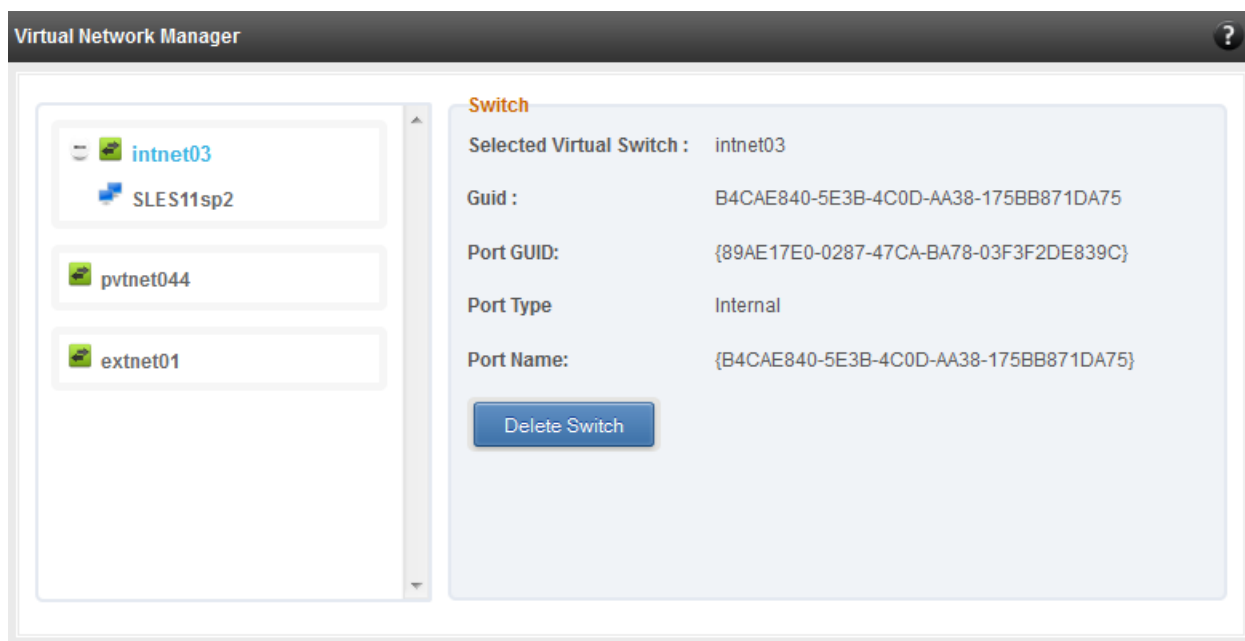 Virtual Network Manager
?
intnet03
SLES11sp2
pvtnet044
extnet01
Switch
Selected Virtual Switch : intnet03
Guid : B4CAE840-5E3B-4C0D-AA38-175BB871DA75
Port GUID: {89AE17E0-0287-47CA-BA78-03F3F2DE839C}
Port Type Internal
Port Name: {B4CAE840-5E3B-4C0D-AA38-175BB871DA75}
Delete Switch